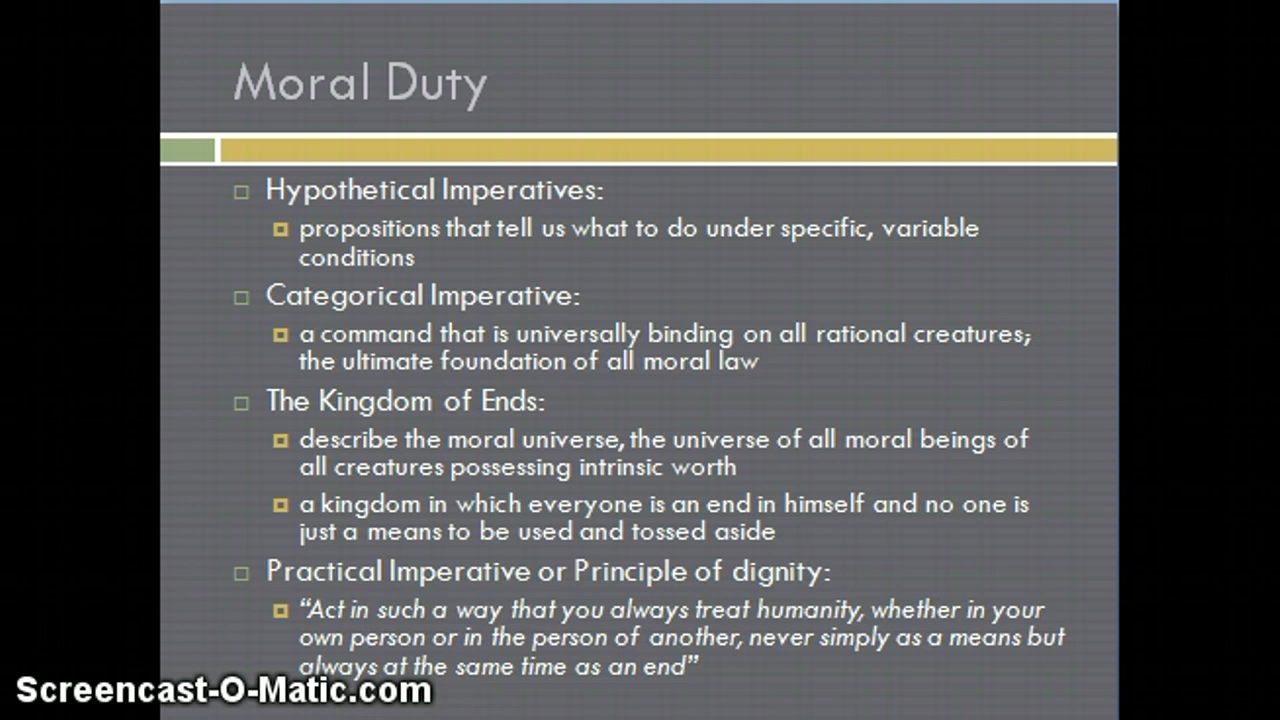 Moral Duty
Hypothetical Imperatives:
propositions that tell us what to do under specific, variable
conditions
Categorical Imperative:
a command that is universally binding on all rational creatures;
the ultimate foundation of all moral law
The Kingdom of Ends:
describe the moral universe, the universe of all moral beings of
all creatures possessing intrinsic worth
a kingdom in which everyone is an end in himself and no one is
just a means to be used and tossed aside
Practical Imperative or Principle of dignity:
“Act in such a way that you always treat humanity, whether in your
own person or in the person of another, never simply as a means but
always at the same time as an end”
Screencast-O-Matic.com